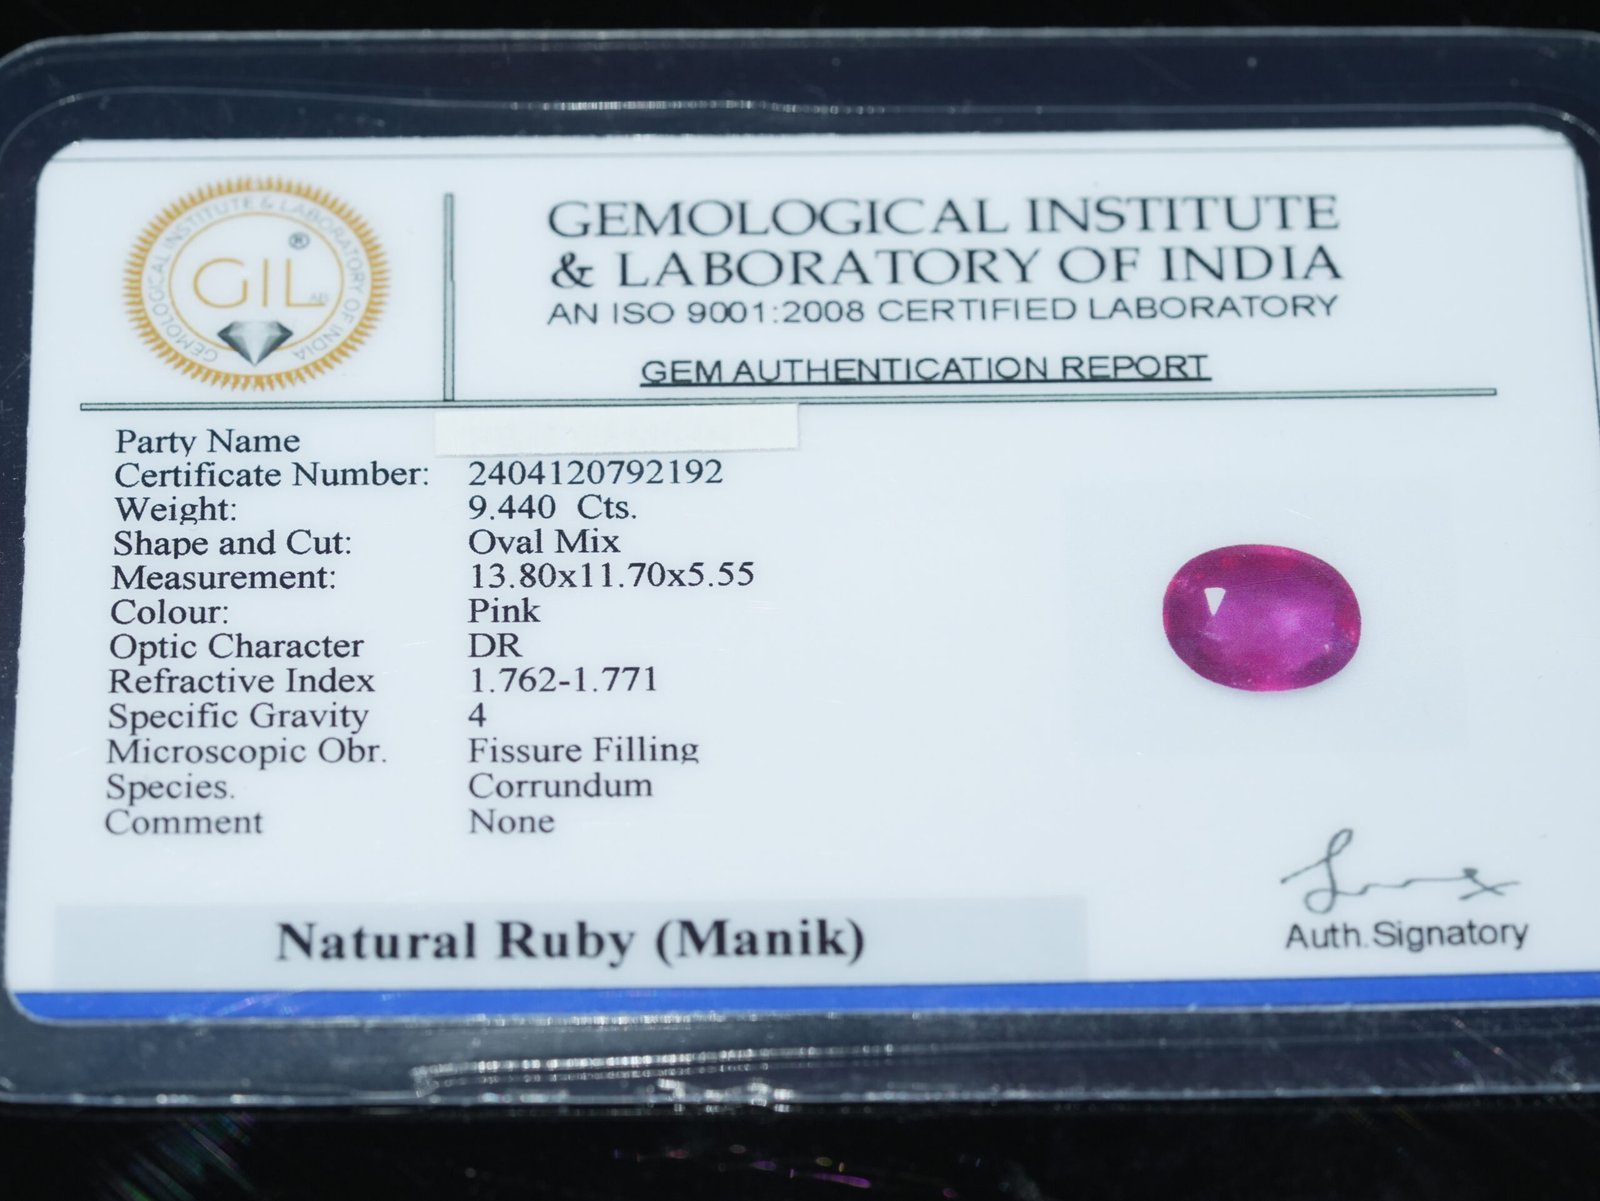 GEMOLOGICAL INSTITUTE & LABORATORY OF INDIA
GIL®
GEMOLOGICAL INSTITUTE
& LABORATORY OF INDIA
AN ISO 9001:2008 CERTIFIED LABORATORY
GEM AUTHENTICATION REPORT
Party Name
Certificate Number: 2404120792192
Weight: 9.440 Cts.
Shape and Cut: Oval Mix
Measurement: 13.80x11.70x5.55
Colour: Pink
Optic Character DR
Refractive Index 1.762-1.771
Specific Gravity 4
Microscopic Obr. Fissure Filling
Species. Corrundum
Comment None
Natural Ruby (Manik)
Auth.Signatory